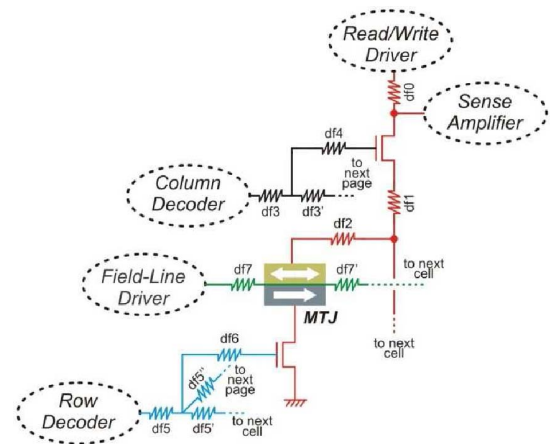 Read/Write
Driver
df0
Sense
Amplifier
df4
to next
page
Column
Decoder
df3
df3'
df1
df2
Field-Line
Driver
df7
df7'
to next
cell
MTJ
to next
cell
df6
df5"
to next
page
Row
Decoder
df5
df5'
to next
cell